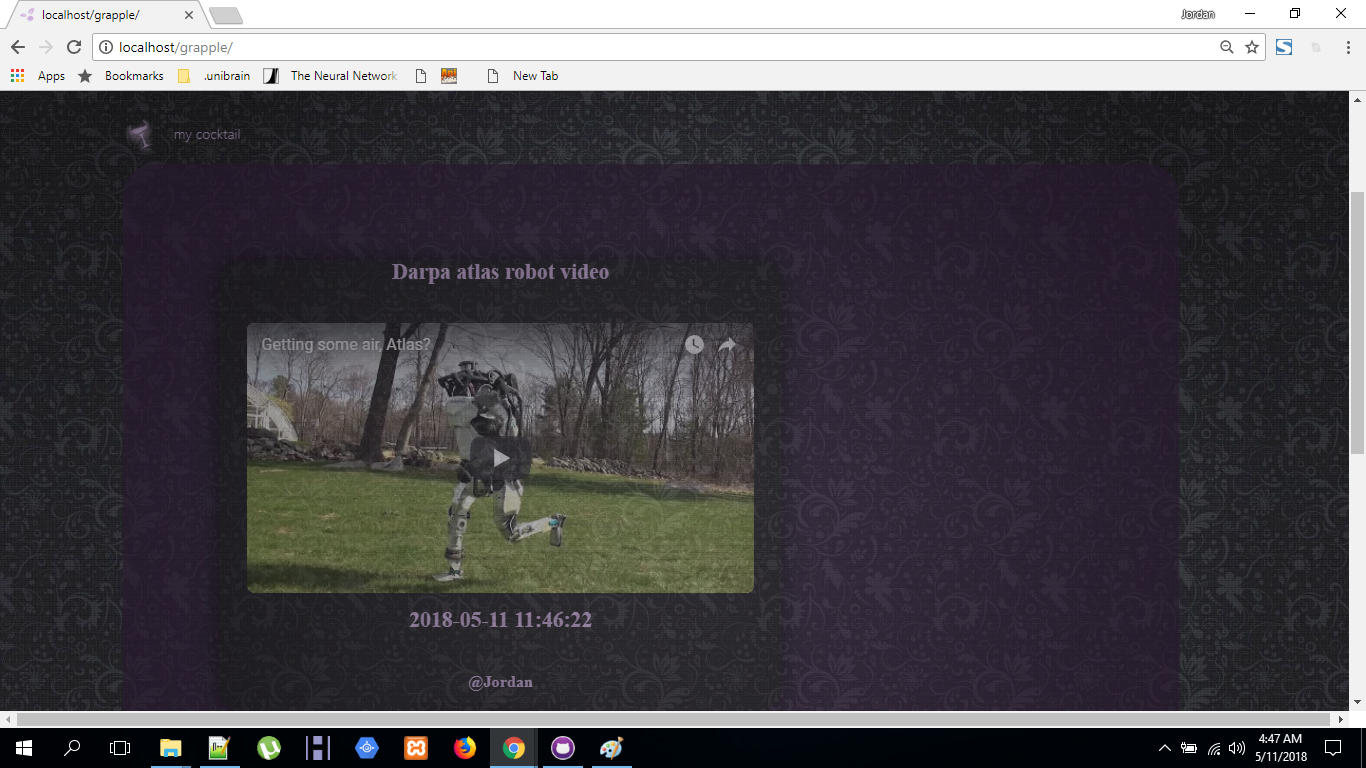 localhost/grapple/
Jordan
localhost/grapple/
Apps
Bookmarks
.unibrain
The Neural Network
New Tab
my cocktail
Darpa atlas robot video
Getting some air, Atlas?
2018-05-11 11:46:22
@Jordan
4:47 AM
5/11/2018